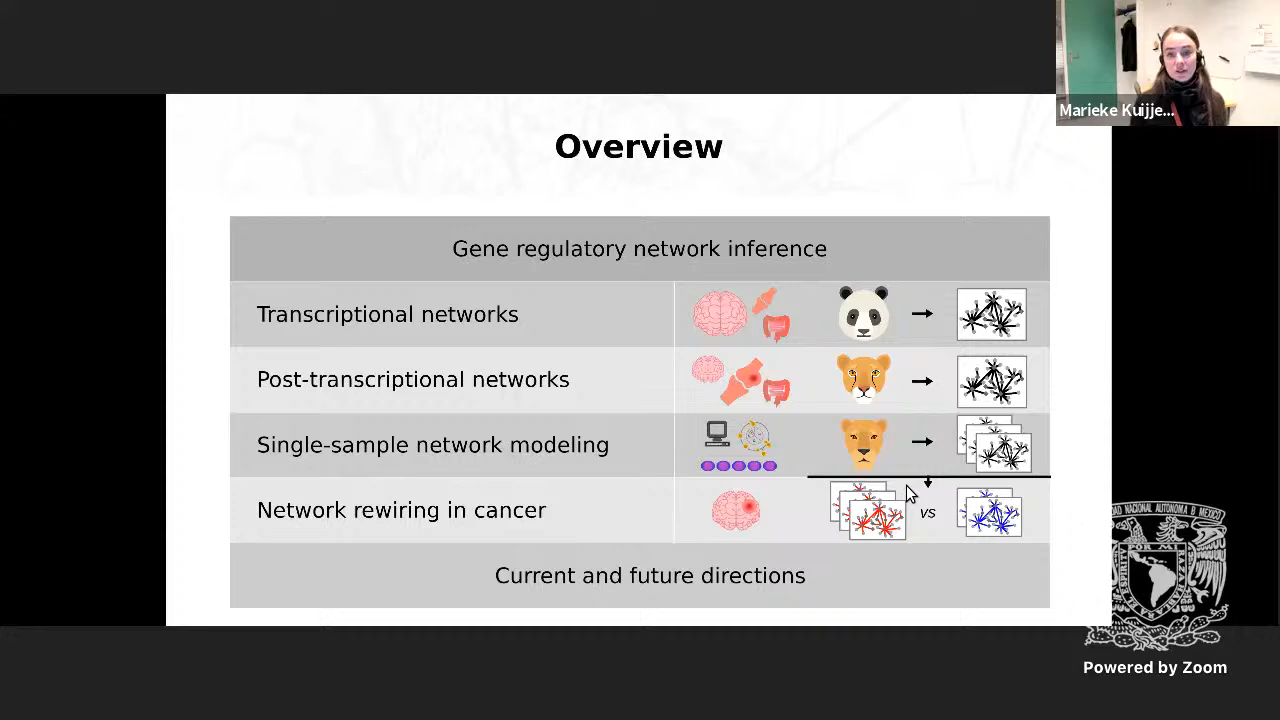 Marieke Kuijje...
Overview
Gene regulatory network inference
Transcriptional networks
Post-transcriptional networks
Single-sample network modeling
Network rewiring in cancer
vs
Current and future directions
Powered by Zoom